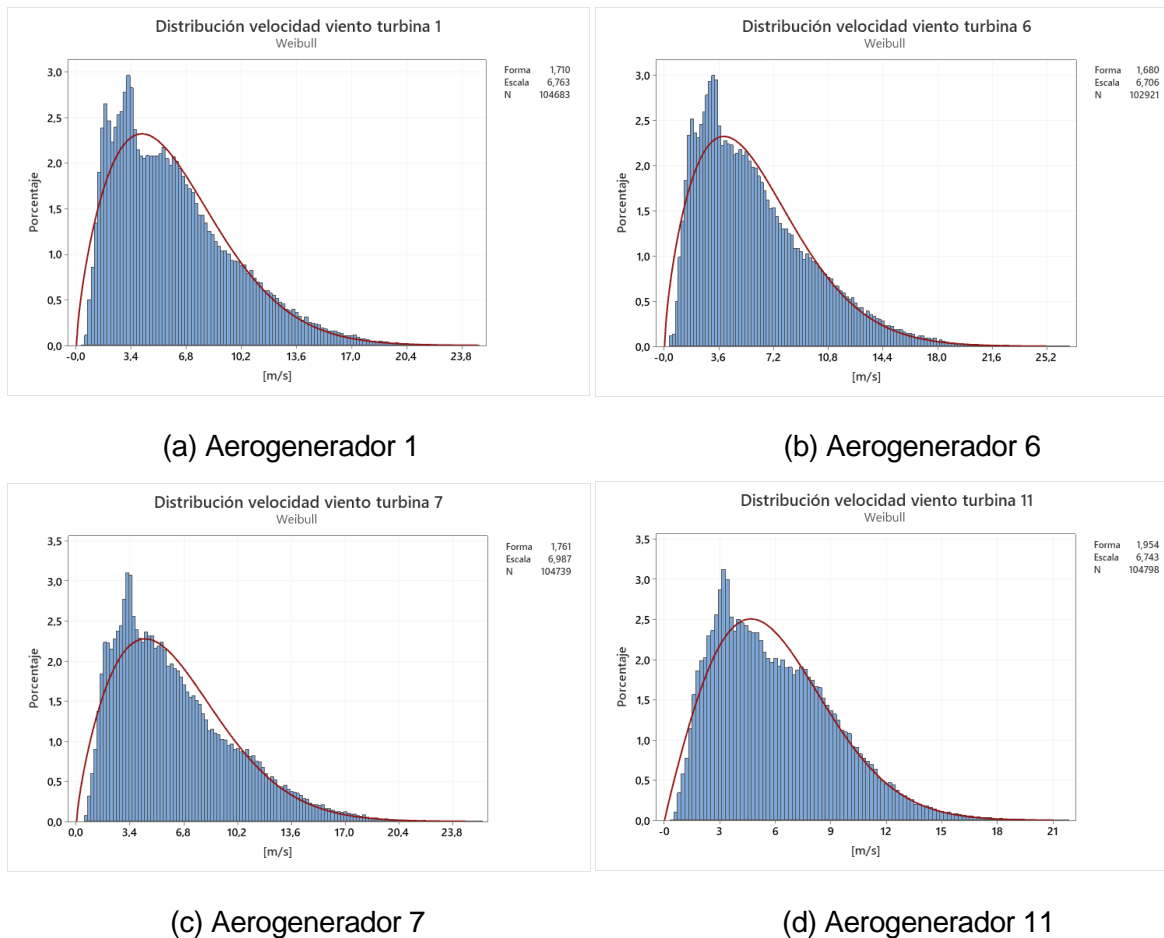 Distribución velocidad viento turbina 1
Weibull
Forma 1,710
Escala 6,763
N 104683
3,0
2,5
2,0
1,5
1,0
0,5
0,0
Porcentaje
-0,0 3,4 6,8 10,2 13,6 17,0 20,4 23,8
[m/s]
(a) Aerogenerador 1
Distribución velocidad viento turbina 6
Weibull
Forma 1,680
Escala 6,706
N 102921
3,0
2,5
2,0
1,5
1,0
0,5
0,0
Porcentaje
-0,0 3,6 7,2 10,8 14,4 18,0 21,6 25,2
[m/s]
(b) Aerogenerador 6
Distribución velocidad viento turbina 7
Weibull
Forma 1,761
Escala 6,987
N 104739
3,5
3,0
2,5
2,0
1,5
1,0
0,5
0,0
Porcentaje
0,0 3,4 6,8 10,2 13,6 17,0 20,4 23,8
[m/s]
(c) Aerogenerador 7
Distribución velocidad viento turbina 11
Weibull
Forma 1,954
Escala 6,743
N 104798
3,5
3,0
2,5
2,0
1,5
1,0
0,5
0,0
Porcentaje
-0 3 6 9 12 15 18 21
[m/s]
(d) Aerogenerador 11